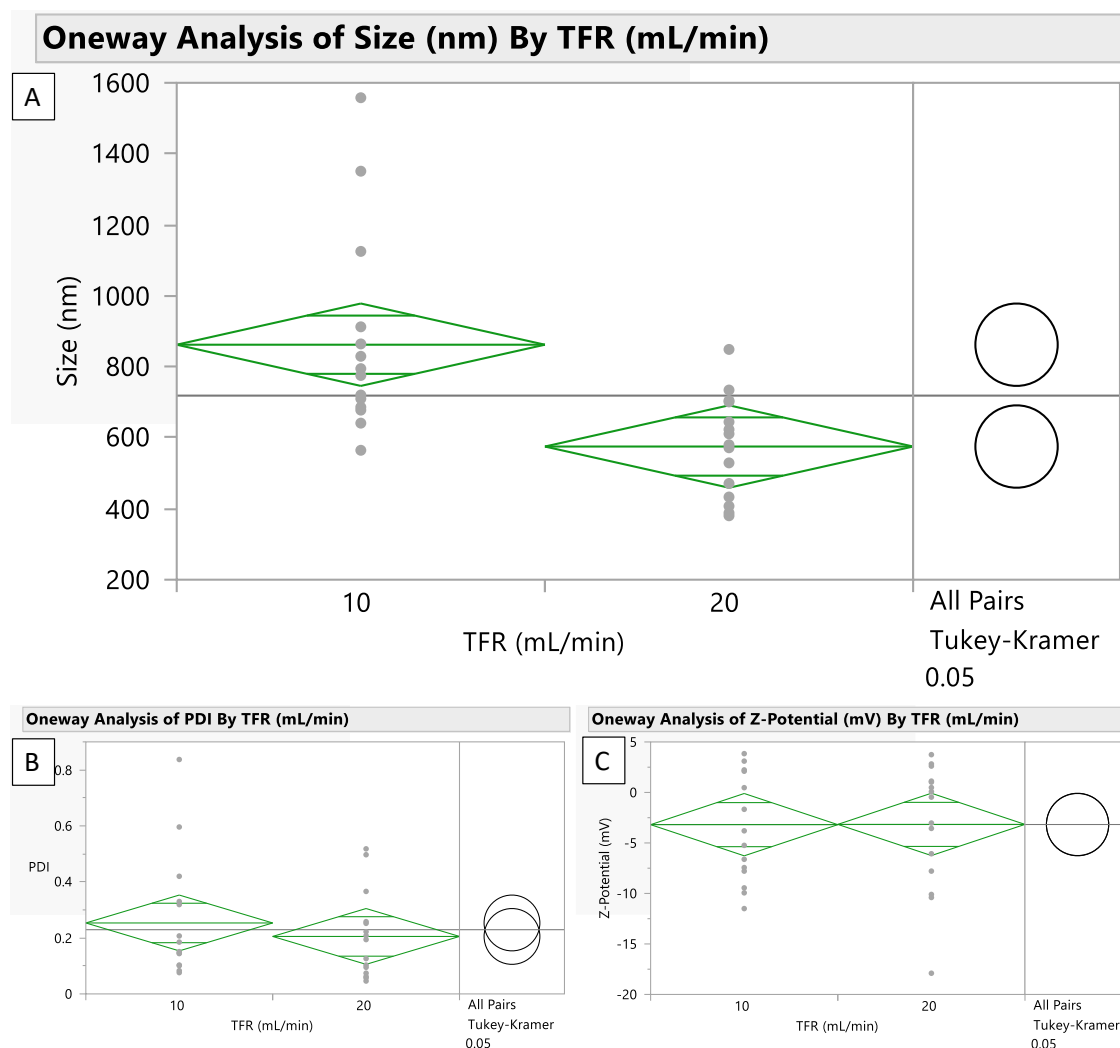 Oneway Analysis of Size (nm) By TFR (mL/min)
A
1600
1400
1200
1000
800
600
400
200
Size (nm)
10
20
TFR (mL/min)
All Pairs
Tukey-Kramer
0.05
Oneway Analysis of PDI By TFR (mL/min)
B
0.8
0.6
0.4
0.2
0
PDI
10
20
TFR (mL/min)
All Pairs
Tukey-Kramer
0.05
Oneway Analysis of Z-Potential (mV) By TFR (mL/min)
C
5
0
-5
-10
-15
-20
Z-Potential (mV)
10
20
TFR (mL/min)
All Pairs
Tukey-Kramer
0.05